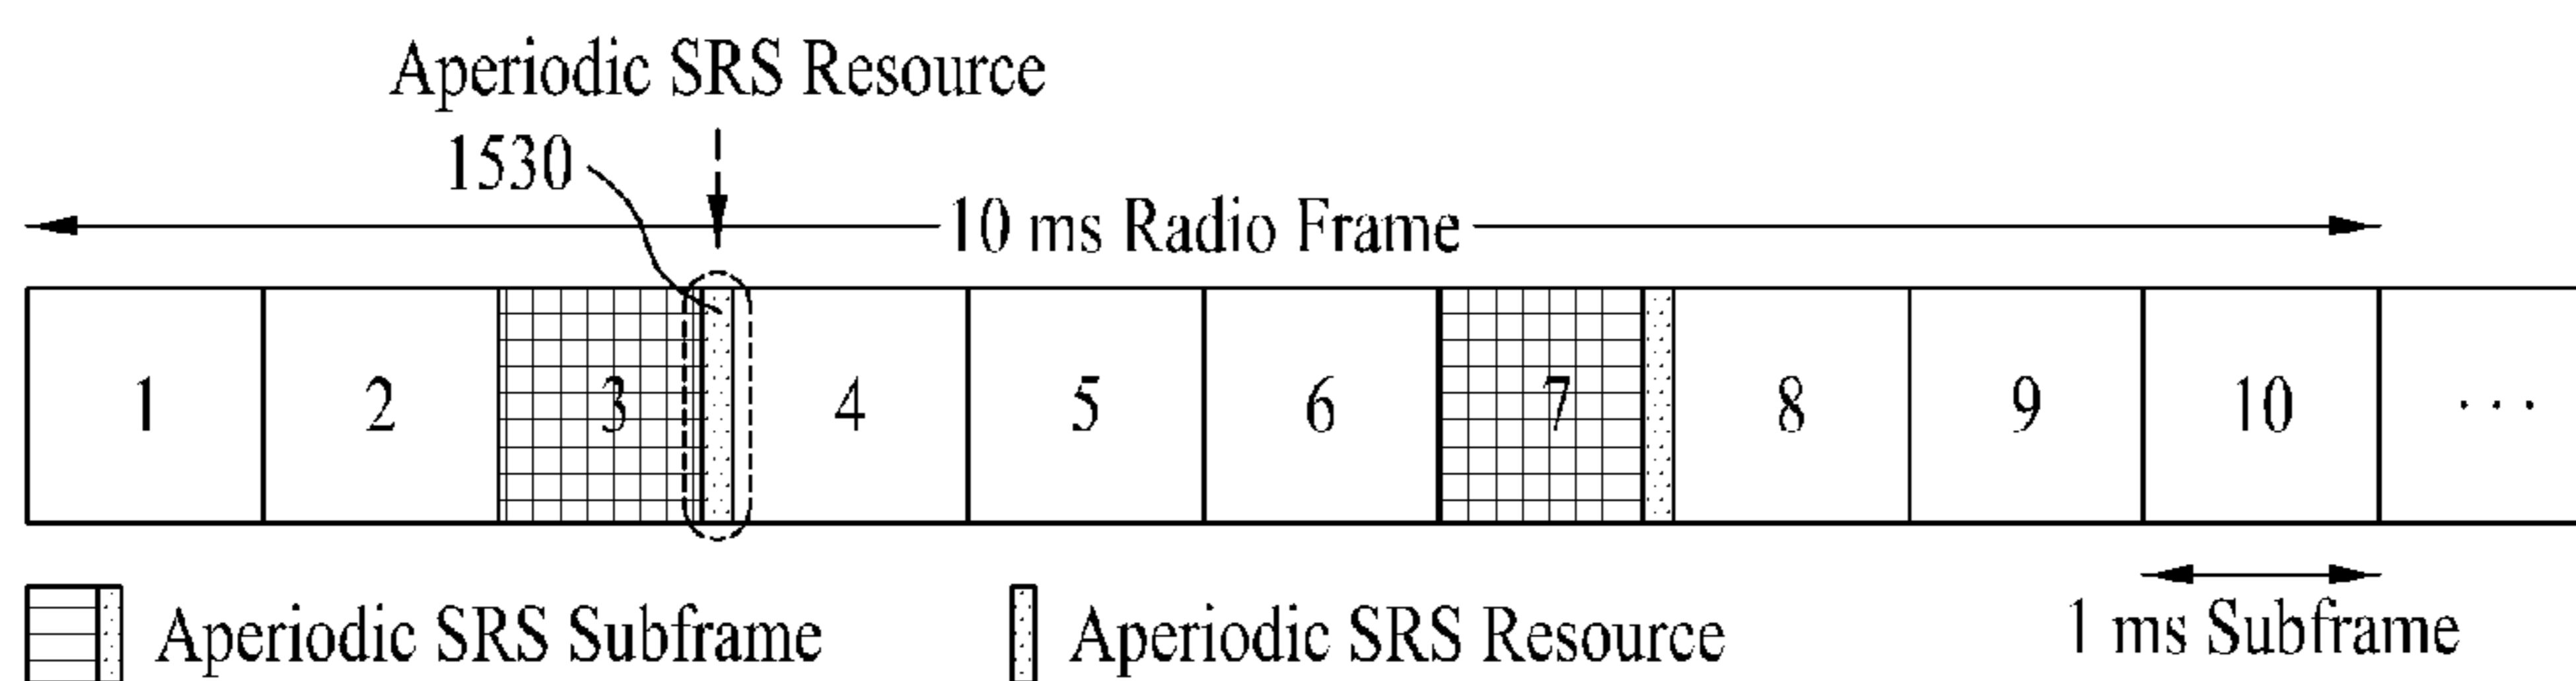 Aperiodic SRS Resource
1530
10 ms Radio Frame
1 2 3 4 5 6 7 8 9 10 ...
Aperiodic SRS Subframe Aperiodic SRS Resource 1 ms Subframe